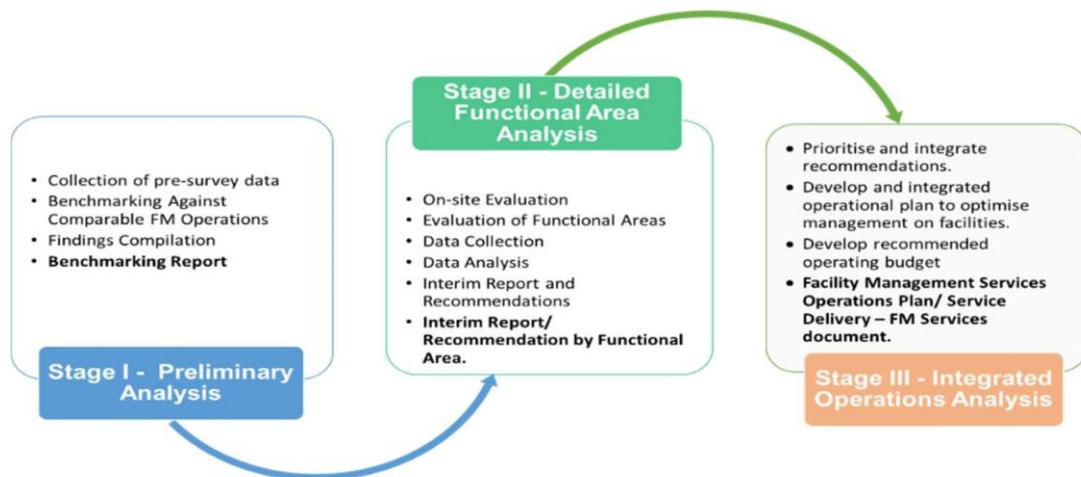 • Collection of pre-survey data
• Benchmarking Against
Comparable FM Operations
• Findings Compilation
• Benchmarking Report
Stage I - Preliminary
Analysis
Stage II - Detailed
Functional Area
Analysis
• On-site Evaluation
• Evaluation of Functional Areas
• Data Collection
• Data Analysis
• Interim Report and
Recommendations
• Interim Report/
Recommendation by Functional
Area.
• Prioritise and integrate
recommendations.
• Develop and integrated
operational plan to optimise
management on facilities.
• Develop recommended
operating budget
• Facility Management Services
Operations Plan/ Service
Delivery – FM Services
document.
Stage III - Integrated
Operations Analysis